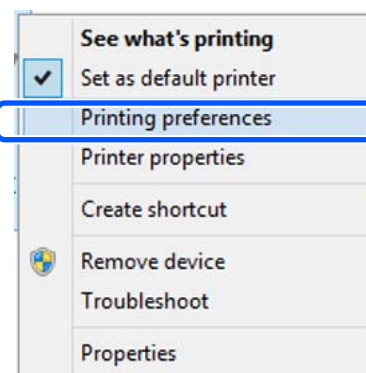 See what's printing
Set as default printer
Printing preferences
Printer properties
Create shortcut
Remove device
Troubleshoot
Properties